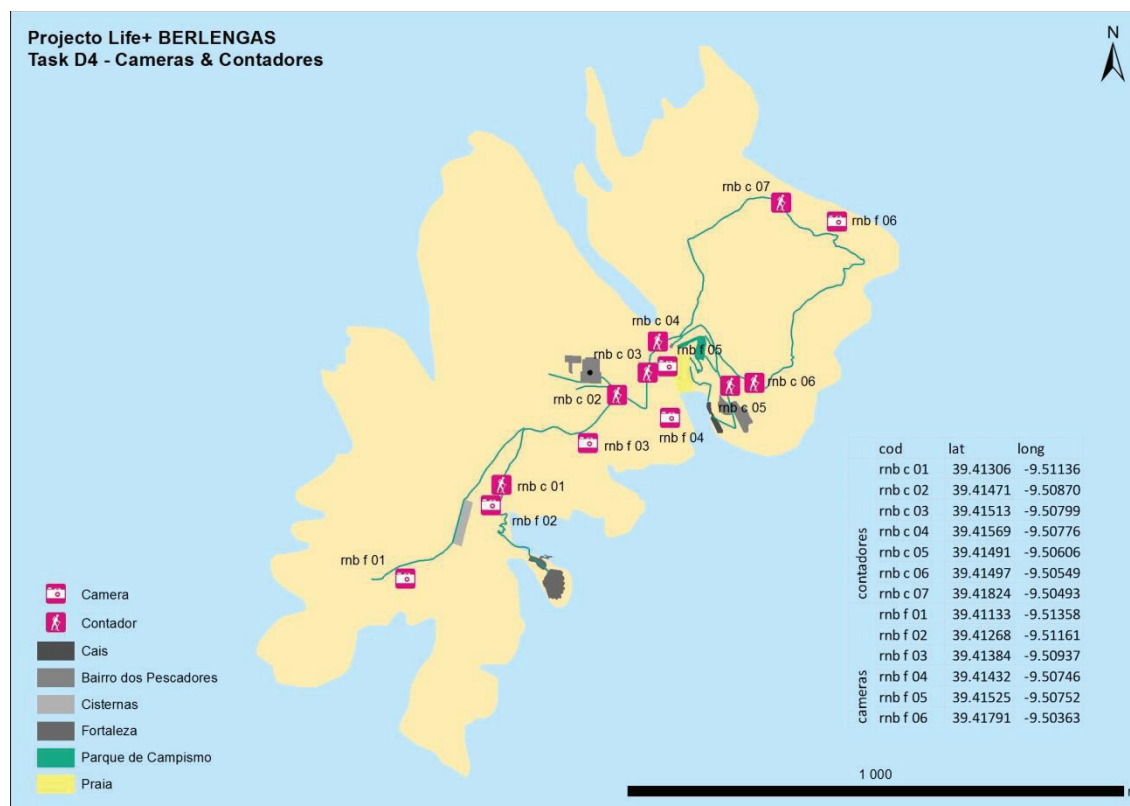 Projecto Life+ BERLENGAS
Task D4 - Cameras & Contadores
N
rnb c 07
rnb f 06
rnb c 04
rnb c 03
rnb f 05
rnb c 06
rnb c 02
rnb c 05
rnb f 04
rnb f 03
rnb c 01
rnb f 02
rnb f 01
Camera
Contador
Cais
Bairro dos Pescadores
Cisternas
Fortaleza
Parque de Campismo
Praia
cod lat long
contadores
rnb c 01 39.41306 -9.51136
rnb c 02 39.41471 -9.50870
rnb c 03 39.41513 -9.50799
rnb c 04 39.41569 -9.50776
rnb c 05 39.41491 -9.50606
rnb c 06 39.41497 -9.50549
rnb c 07 39.41824 -9.50493
cameras
rnb f 01 39.41133 -9.51358
rnb f 02 39.41268 -9.51161
rnb f 03 39.41384 -9.50937
rnb f 04 39.41432 -9.50746
rnb f 05 39.41525 -9.50752
rnb f 06 39.41791 -9.50363
1 000